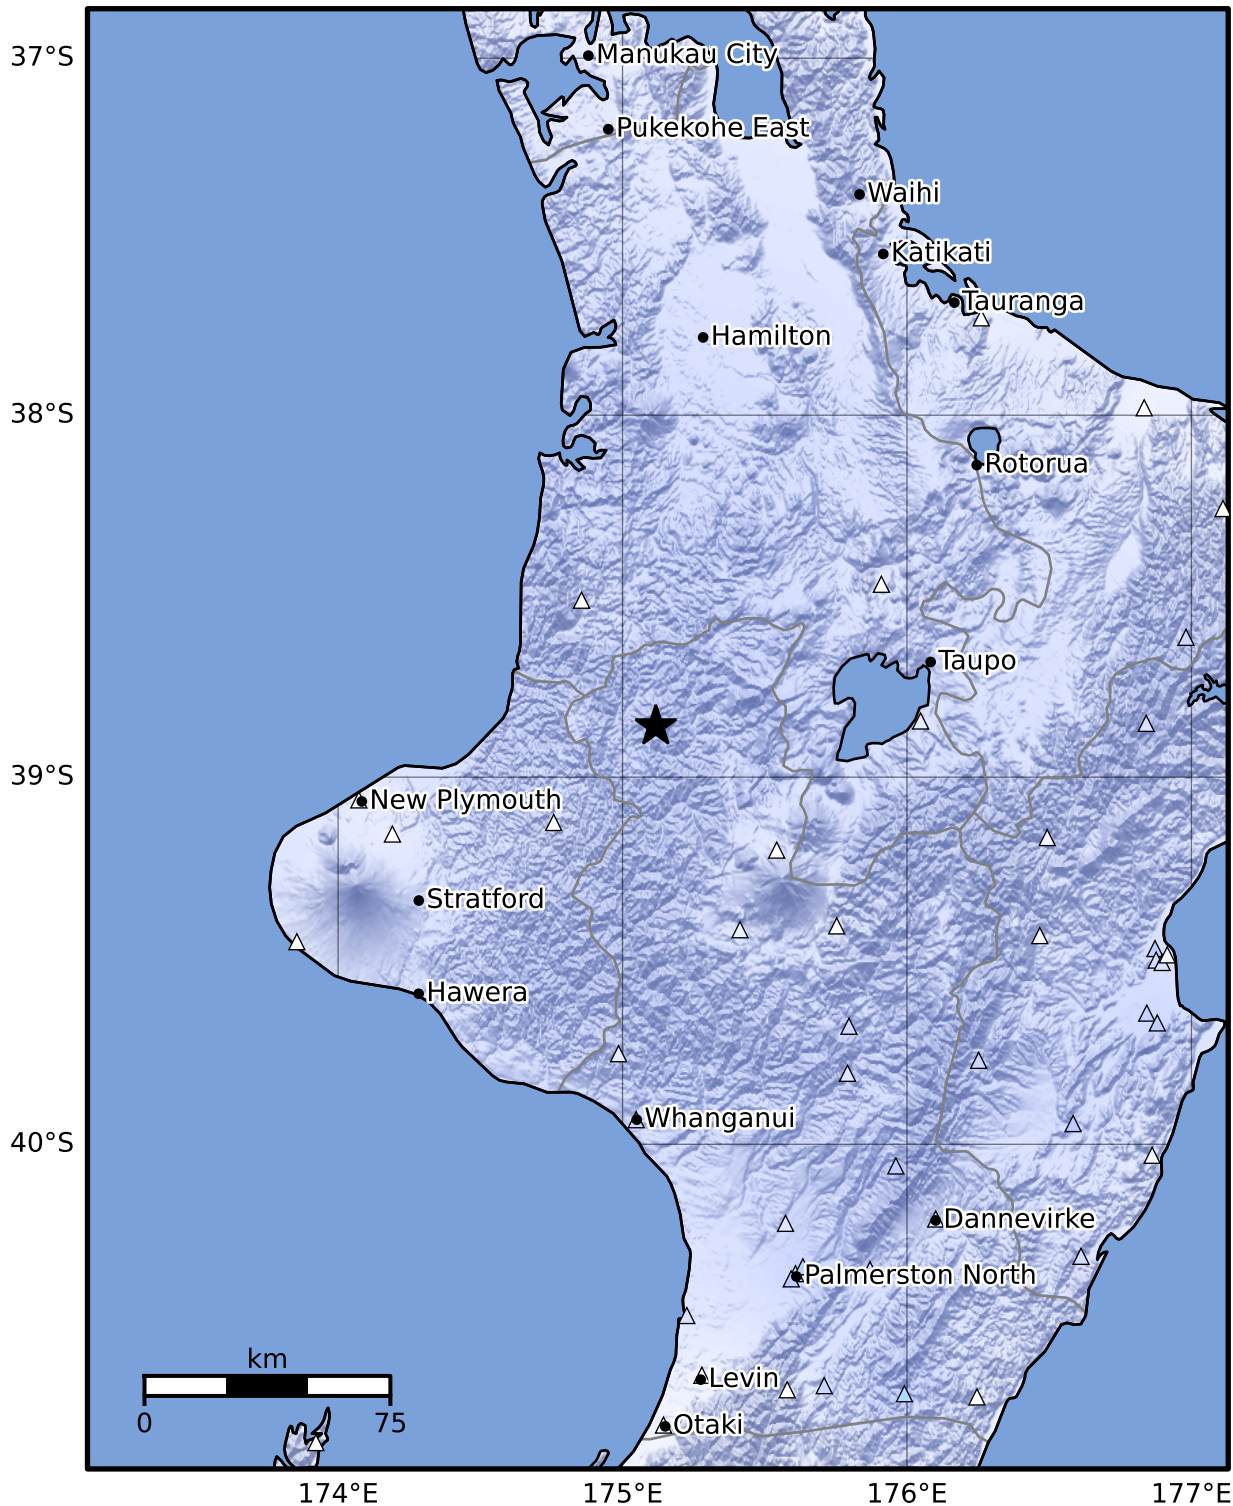 37°S
Manukau City
Pukekohe East
Waihi
Katikati
Tauranga
Hamilton
38°S
Rotorua
Taupo
39°S
New Plymouth
Stratford
Hawera
Whanganui
40°S
Dannevirke
Palmerston North
km
Levin
0 75
Otaki
174°E 175°E 176°E 177°E